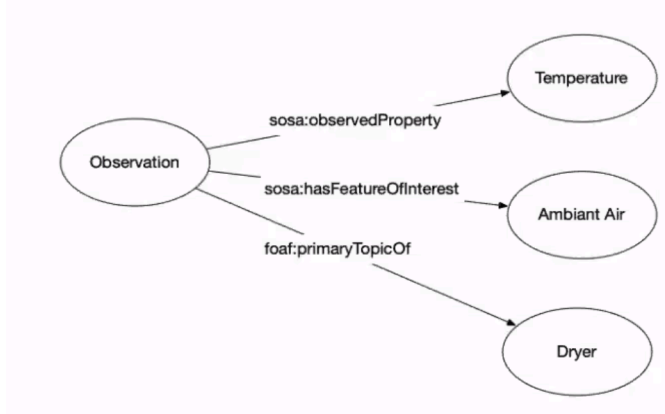 Temperature
sosa:observedProperty
Observation
sosa:hasFeatureOfInterest
Ambiant Air
foaf:primaryTopicOf
Dryer